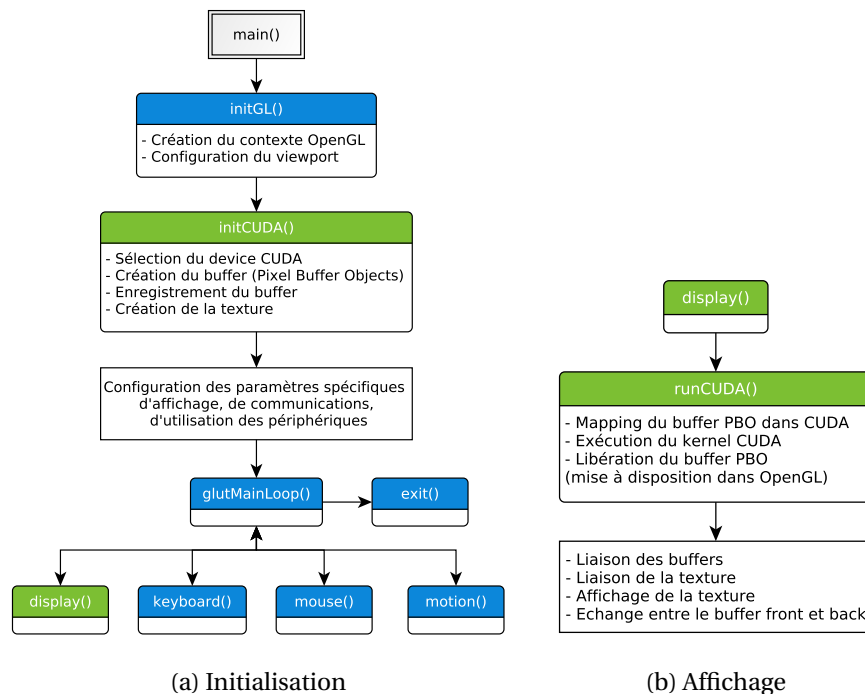 main()
initGL()
- Création du contexte OpenGL
- Configuration du viewport
initCUDA()
- Sélection du device CUDA
- Création du buffer (Pixel Buffer Objects)
- Enregistrement du buffer
- Création de la texture
Configuration des paramètres spécifiques
d'affichage, de communications,
d'utilisation des périphériques
glutMainLoop()
exit()
display()
keyboard()
mouse()
motion()
(a) Initialisation
display()
runCUDA()
- Mapping du buffer PBO dans CUDA
- Exécution du kernel CUDA
- Libération du buffer PBO
(mise à disposition dans OpenGL)
- Liaison des buffers
- Liaison de la texture
- Affichage de la texture
- Echange entre le buffer front et back
(b) Affichage